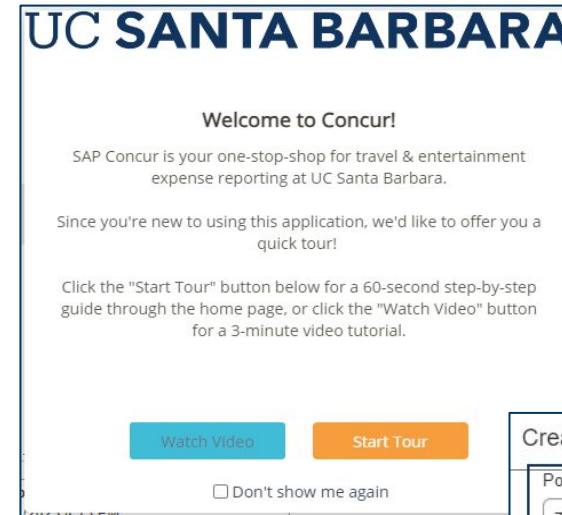 UC SANTA BARBARA
Welcome to Concur!
SAP Concur is your one-stop-shop for travel & entertainment
expense reporting at UC Santa Barbara.
Since you're new to using this application, we'd like to offer you a
quick tour!
Click the "Start Tour" button below for a 60-second step-by-step
guide through the home page, or click the "Watch Video" button
for a 3-minute video tutorial.
Watch Video Start Tour
Don't show me again